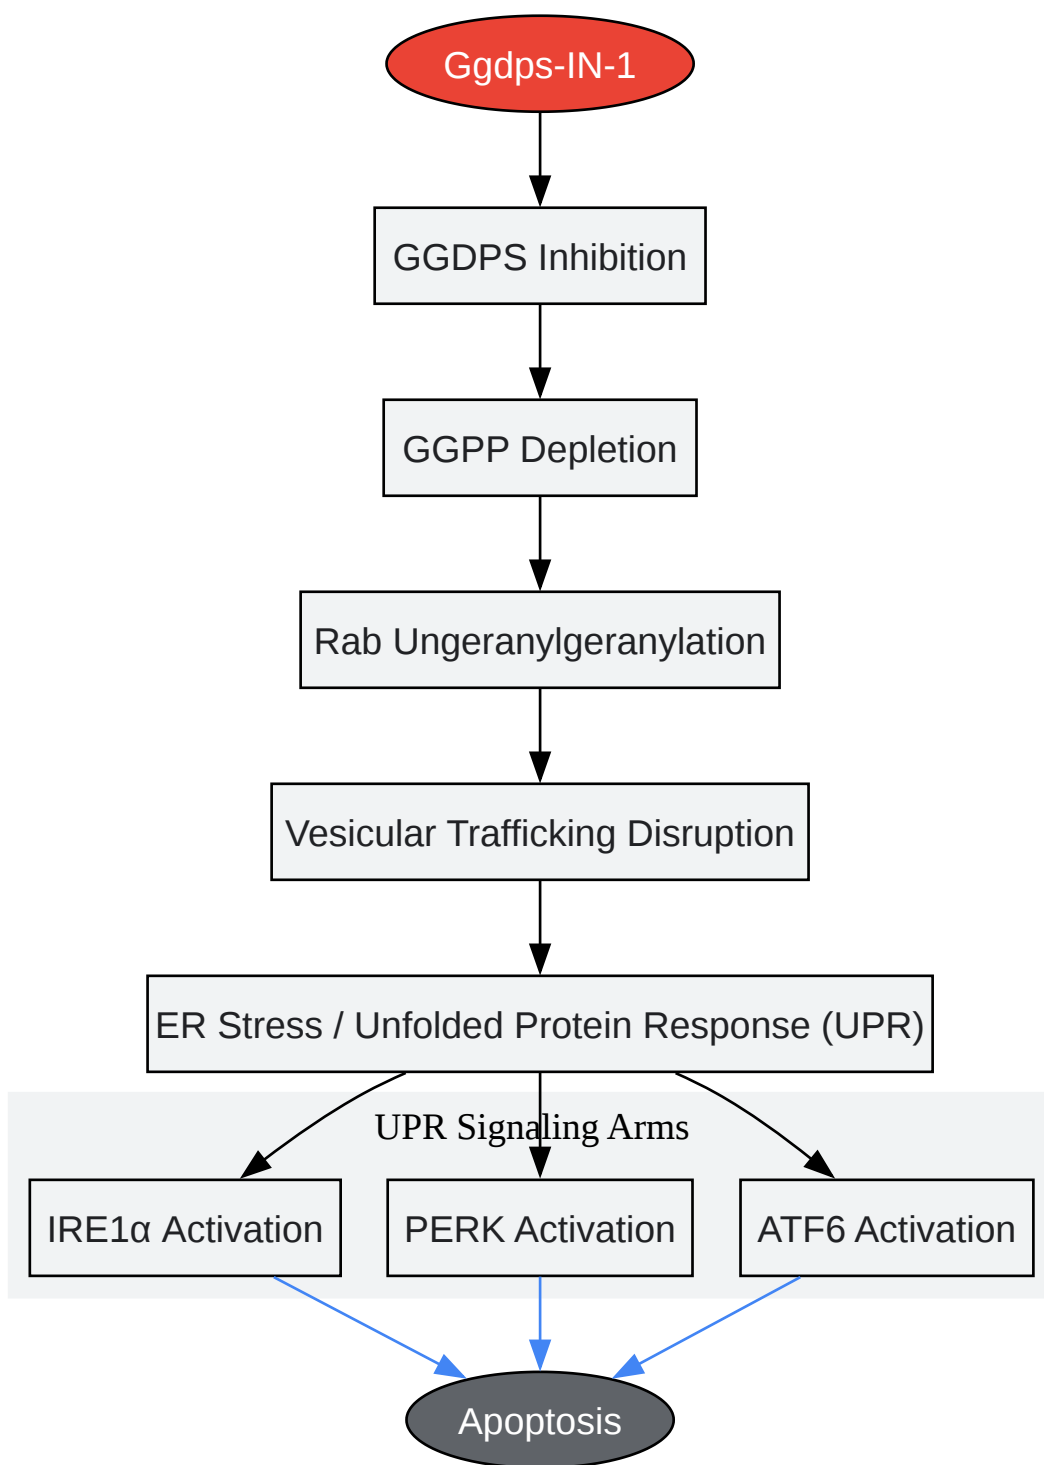 Ggdps-IN-1
GGDPS Inhibition
GGPP Depletion
Rab Ungeranylgeranylation
Vesicular Trafficking Disruption
ER Stress / Unfolded Protein Response (UPR)
UPR Signaling Arms
IRE1α Activation
PERK Activation
ATF6 Activation
Apoptosis